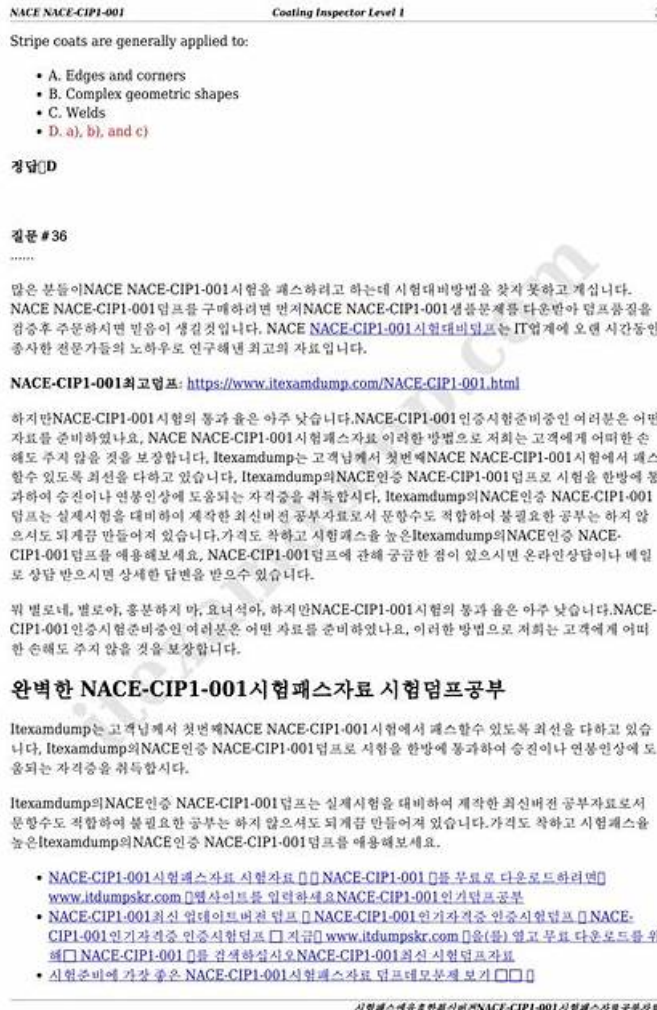 NACE NACE-CIP1-001
Coating Inspector Level 1
Stripe coats are generally applied to:
• A. Edges and corners
• B. Complex geometric shapes
• C. Welds
• D. a), b), and c)
정답▯D
질문 # 36
......
많은 분들이NACE NACE-CIP1-001시험을 패스하려고 하는데 시험대비방법을 찾지 못하고 계십니다.
NACE NACE-CIP1-001덤프를 구매하려면 먼저NACE NACE-CIP1-001샘플문제를 다운받아 덤프품질을
검증후 주문하시면 믿음이 생길것입니다. NACE NACE-CIP1-001시험대비덤프는 IT업계에 오랜 시간동안
종사한 전문가들의 노하우로 연구해낸 최고의 자료입니다.
NACE-CIP1-001최고덤프: https://www.itexamdump.com/NACE-CIP1-001.html
하지만NACE-CIP1-001시험의 통과 율은 아주 낮습니다.NACE-CIP1-001인증시험준비중인 여러분은 어떤
자료를 준비하였나요, NACE NACE-CIP1-001시험패스자료 이러한 방법으로 저희는 고객에게 어떠한 손
해도 주지 않을 것을 보장합니다, Itexamdump는 고객님께서 첫번째NACE NACE-CIP1-001시험에서 패스
할수 있도록 최선을 다하고 있습니다, Itexamdump의NACE인증 NACE-CIP1-001덤프로 시험을 한방에 통
과하여 승진이나 연봉인상에 도움되는 자격증을 취득합시다, Itexamdump의NACE인증 NACE-CIP1-001
덤프는 실제시험을 대비하여 제작한 최신버전 공부자료로서 문항수도 적합하여 불필요한 공부는 하지 않
으셔도 되게끔 만들어져 있습니다.가격도 착하고 시험패스율 높은Itexamdump의NACE인증 NACE-
CIP1-001덤프를 애용해보세요, NACE-CIP1-001덤프에 관해 궁금한 점이 있으시면 온라인상담이나 메일
로 상담 받으시면 상세한 답변을 받으수 있습니다.
뭐 별로네, 별로야, 흥분하지 마, 요녀석아, 하지만NACE-CIP1-001시험의 통과 율은 아주 낮습니다.NACE-
CIP1-001인증시험준비중인 여러분은 어떤 자료를 준비하였나요, 이러한 방법으로 저희는 고객에게 어떠
한 손해도 주지 않을 것을 보장합니다.
완벽한 NACE-CIP1-001시험패스자료 시험덤프공부
Itexamdump는 고객님께서 첫번째NACE NACE-CIP1-001시험에서 패스할수 있도록 최선을 다하고 있습
니다, Itexamdump의NACE인증 NACE-CIP1-001덤프로 시험을 한방에 통과하여 승진이나 연봉인상에 도
움되는 자격증을 취득합시다.
Itexamdump의NACE인증 NACE-CIP1-001덤프는 실제시험을 대비하여 제작한 최신버전 공부자료로서
문항수도 적합하여 불필요한 공부는 하지 않으셔도 되게끔 만들어져 있습니다.가격도 착하고 시험패스율
높은Itexamdump의NACE인증 NACE-CIP1-001덤프를 애용해보세요.
• NACE-CIP1-001시험패스자료 시험자료 ▯ ▯ NACE-CIP1-001 ▯를 무료로 다운로드하려면▯
www.itdumpskr.com ▯웹사이트를 입력하세요NACE-CIP1-001인기덤프공부
• NACE-CIP1-001최신 업데이트버전 덤프 ▯ NACE-CIP1-001인기자격증 인증시험덤프 ▯ NACE-
CIP1-001인기자격증 인증시험덤프 □ 지금▯ www.itdumpskr.com ▯을(를) 열고 무료 다운로드를 위
해□ NACE-CIP1-001 ▯를 검색하십시오NACE-CIP1-001최신 시험덤프자료
• 시험준비에 가장 좋은 NACE-CIP1-001시험패스자료 덤프데모문제 보기 □□ ▯
시험패스에유효한최신버전NACE-CIP1-001시험패스자료공부자료
itexamdump.com